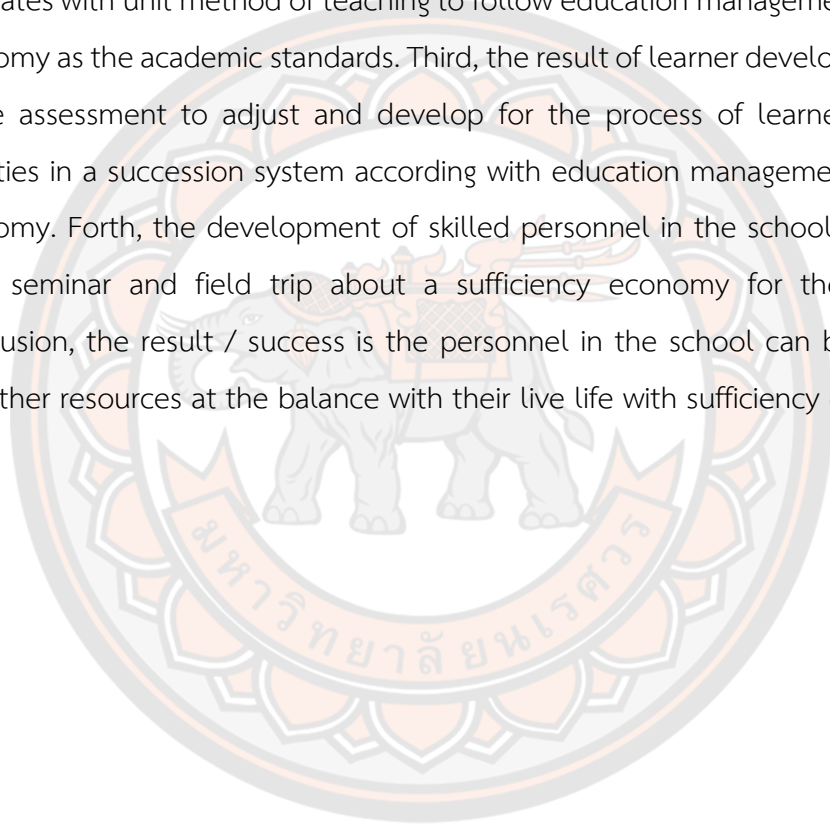 ates with unit method of teaching to follow education manageme
omy as the academic standards. Third, the result of learner develo
e assessment to adjust and develop for the process of learne
ties in a succession system according with education manageme
omy. Forth, the development of skilled personnel in the school
seminar and field trip about a sufficiency economy for the
usion, the result / success is the personnel in the school can b
ther resources at the balance with their live life with sufficiency
มหาวิทยาลัยนเรศวร